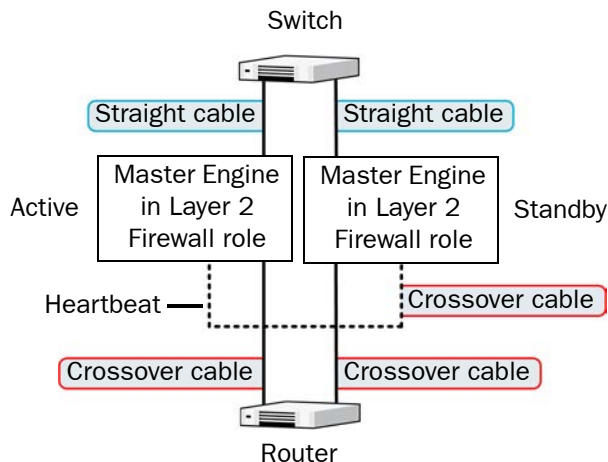 Switch
Straight cable
Straight cable
Master Engine
in Layer 2
Firewall role
Master Engine
in Layer 2
Firewall role
Active
Standby
Heartbeat
Crossover cable
Crossover cable
Crossover cable
Router